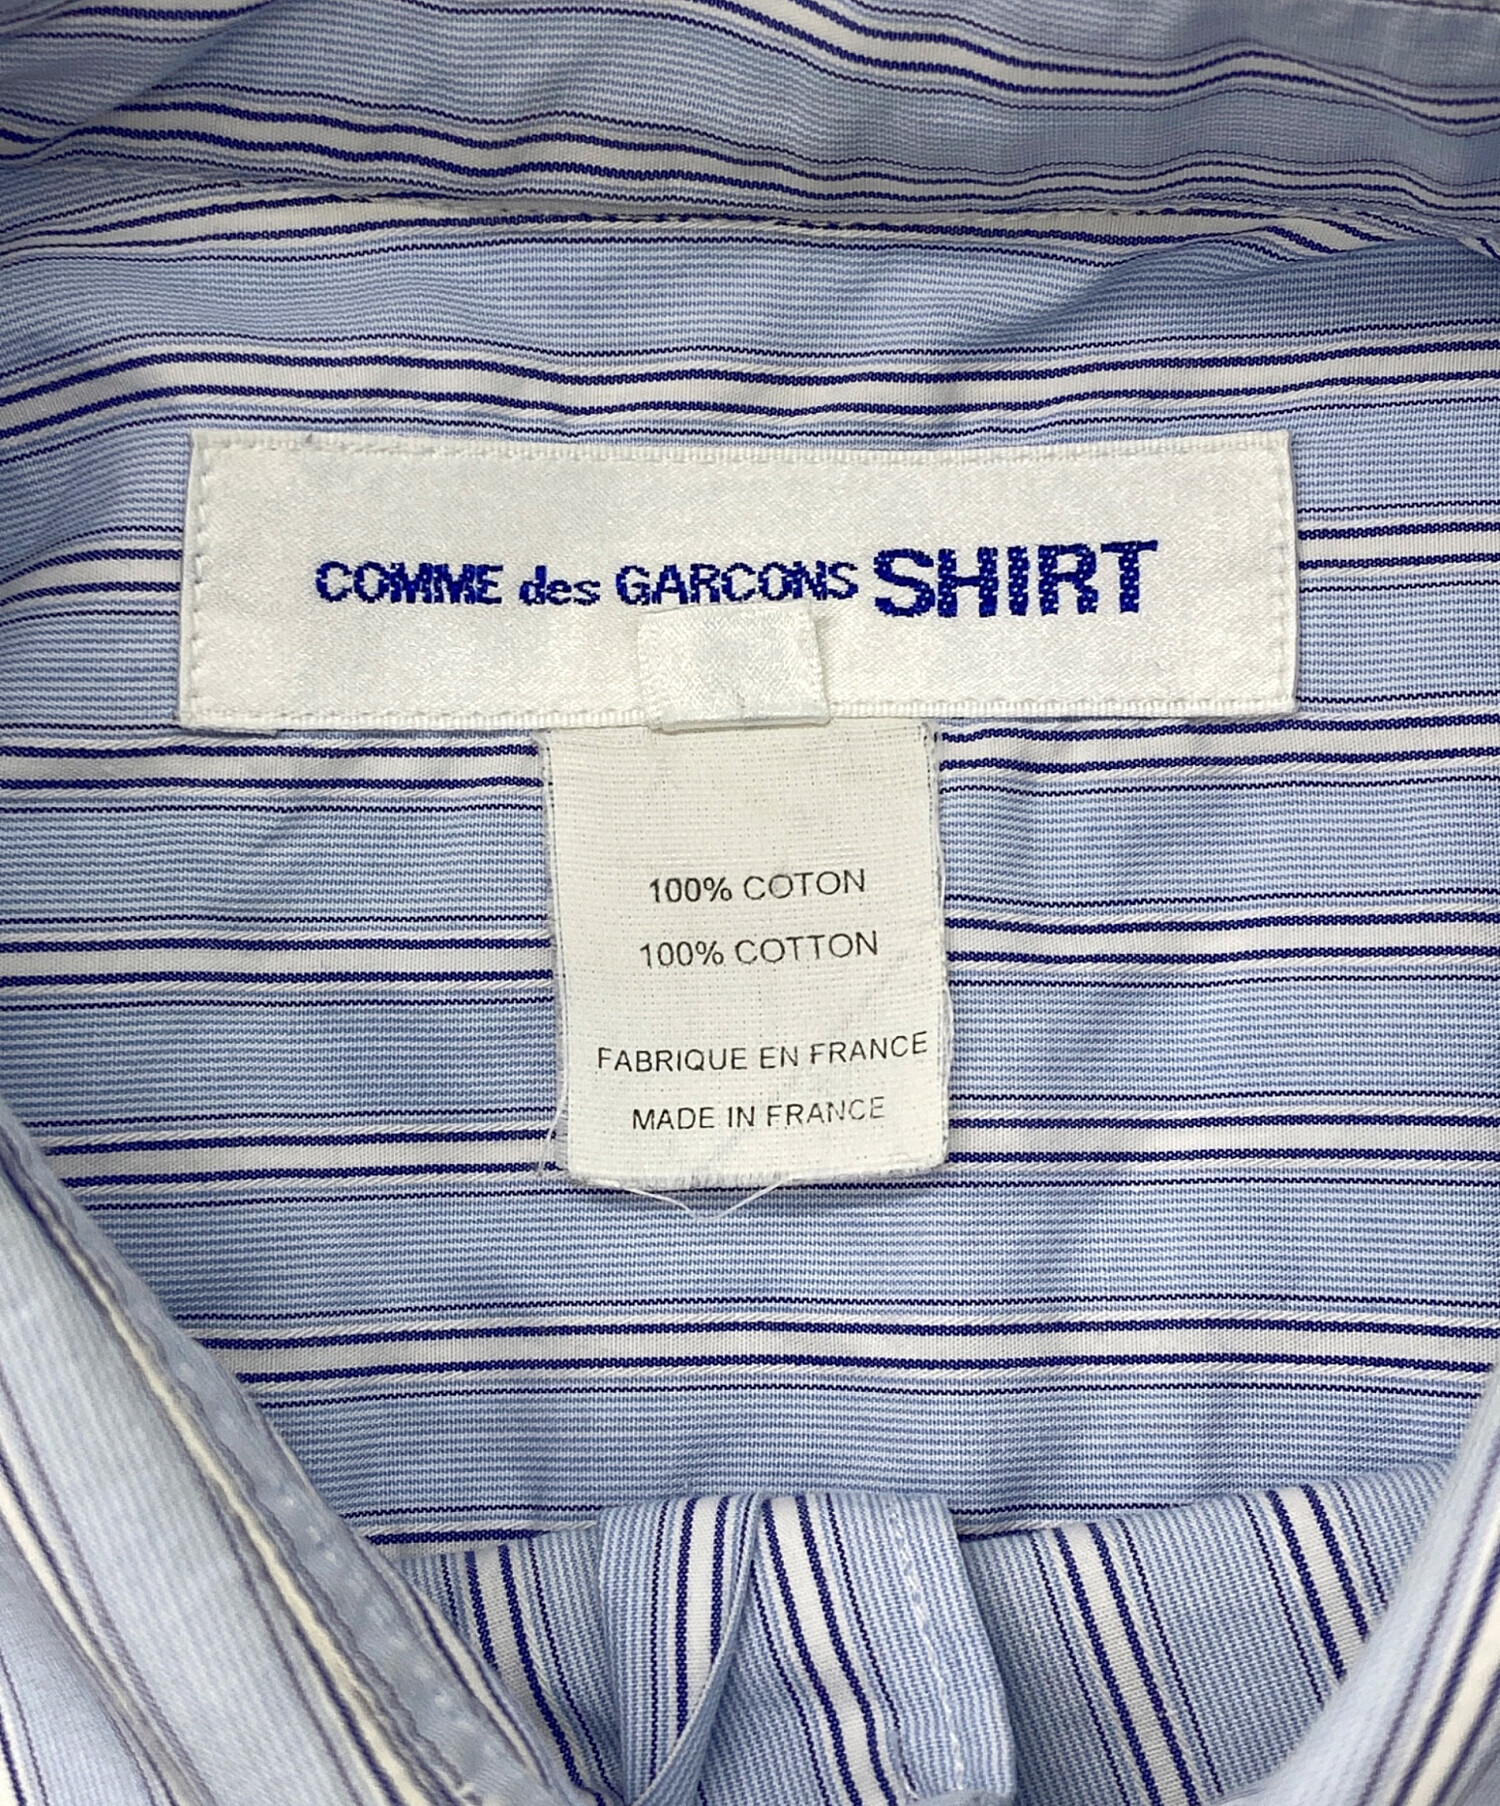 COMME des GARCONS SHIRT
100% COTON
100% COTTON
FABRIQUE EN FRANCE
MADE IN FRANCE